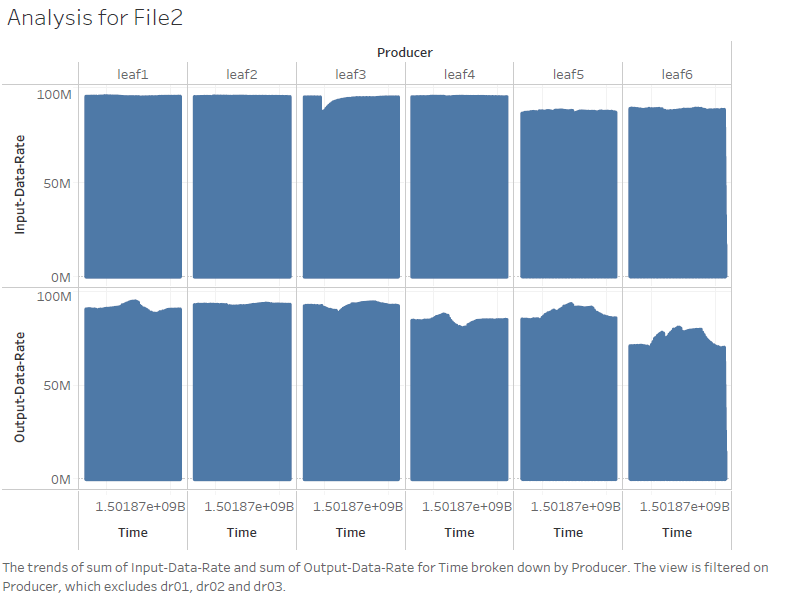 Analysis for File2
Producer
leaf1 leaf2 leaf3 leaf4 leaf5 leaf6
Input-Data-Rate
100M
50M
0M
Output-Data-Rate
100M
50M
0M
1.50187e+09B 1.50187e+09B 1.50187e+09B 1.50187e+09B 1.50187e+09B 1.50187e+09B
Time Time Time Time Time Time
The trends of sum of Input-Data-Rate and sum of Output-Data-Rate for Time broken down by Producer. The view is filtered on
Producer, which excludes dr01, dr02 and dr03.